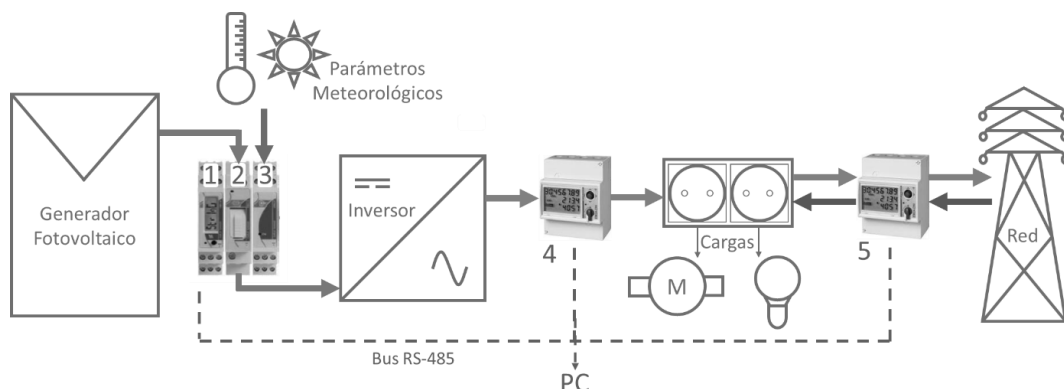 Parámetros
Meteorológicos
1 2 3
Generador
Fotovoltaico
Inversor
4
Cargas
M
5
Red
Bus RS-485
PC